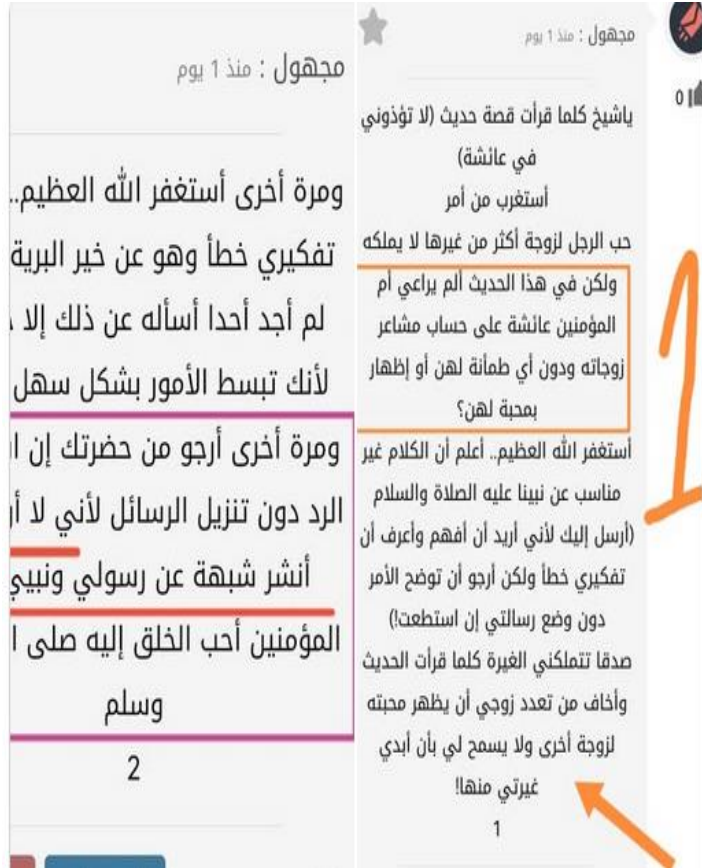 مجهول : منذ 1 يوم
0
ياشيخ كلما قرأت قصة حديث (لا تؤذوني
في عائشة)
أستغرب من أمر
حب الرجل لزوجة أكثر من غيرها لا يملكه
ولكن في هذا الحديث ألم يراعي أم
المؤمنين عائشة على حساب مشاعر
زوجاته ودون أي طمأنة لهن أو إظهار
بمحبة لهن؟
أستغفر الله العظيم.. أعلم أن الكلام غير
مناسب عن نبينا عليه الصلاة والسلام
(أرسل إليك لأني أريد أن أفهم وأعرف أن
تفكيري خطأ ولكن أرجو أن توضح الأمر
دون وضع رسالتي إن استطعت!)
صدقا تتملكني الغيرة كلما قرأت الحديث
وأخاف من تعدد زوجي أن يظهر محبته
لزوجة أخرى ولا يسمح لي بأن أبدي
غيرتي منها!
1
1
مجهول : منذ 1 يوم
ومرة أخرى أستغفر الله العظيم..
تفكيري خطأ وهو عن خير البرية
لم أجد أحدا أسأله عن ذلك إلا
لأنك تبسط الأمور بشكل سهل
ومرة أخرى أرجو من حضرتك إن
الرد دون تنزيل الرسائل لأني لا
أنشر شبهة عن رسولي ونبيي
المؤمنين أحب الخلق إليه صلى
وسلم
2